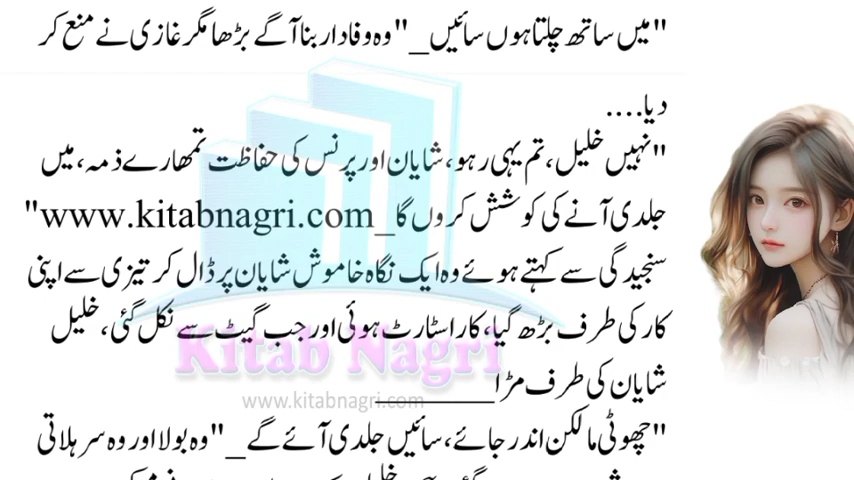 "میں ساتھ چلتا ہوں سائیں_" وہ وفادار بنا آگے بڑھا مگر غازی نے منع کر
دیا....
"نہیں خلیل، تم یہی رہو، شایان اور پرنس کی حفاظت تمھارے ذمہ، میں
جلدی آنے کی کوشش کروں گا_www.kitabnagri.com"
سنجیدگی سے کہتے ہوئے وہ ایک نگاہ خاموش شایان پر ڈال کر تیزی سے اپنی
کار کی طرف بڑھ گیا، کار اسٹارٹ ہوئی اور جب گیٹ سے نکل گئی، خلیل
Kitab Nagri
شایان کی طرف مڑا__________
www.kitabnagri.com
"چھوٹی مالکن اندر جائے، سائیں جلدی آئے گے_" وہ بولا اور وہ سر ہلاتی